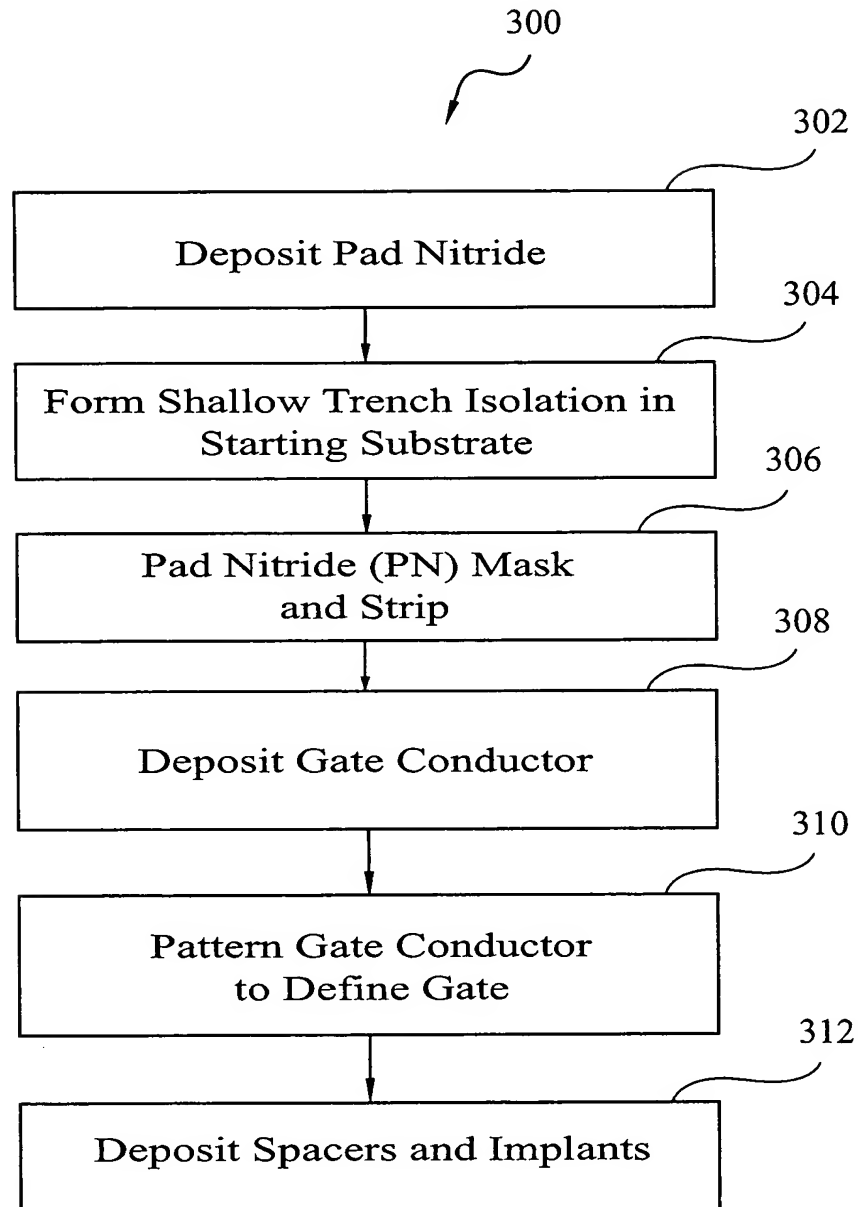 300
302
Deposit Pad Nitride
304
Form Shallow Trench Isolation in
Starting Substrate
306
Pad Nitride (PN) Mask
and Strip
308
Deposit Gate Conductor
310
Pattern Gate Conductor
to Define Gate
312
Deposit Spacers and Implants